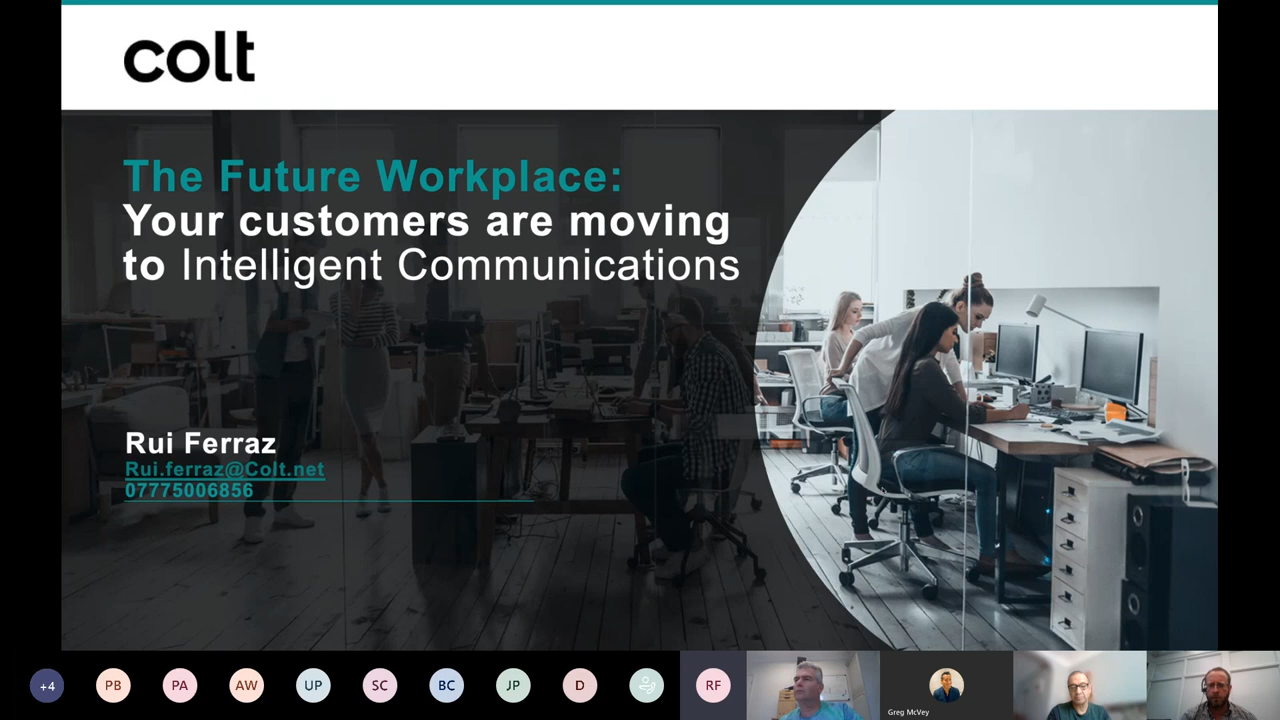 colt
The Future Workplace:
Your customers are moving
to Intelligent Communications
Rui Ferraz
Rui.ferraz@Colt.net
07775006856
+4
PB
PA
AW
UP
SC
BC
JP
D
RF
Greg McVey